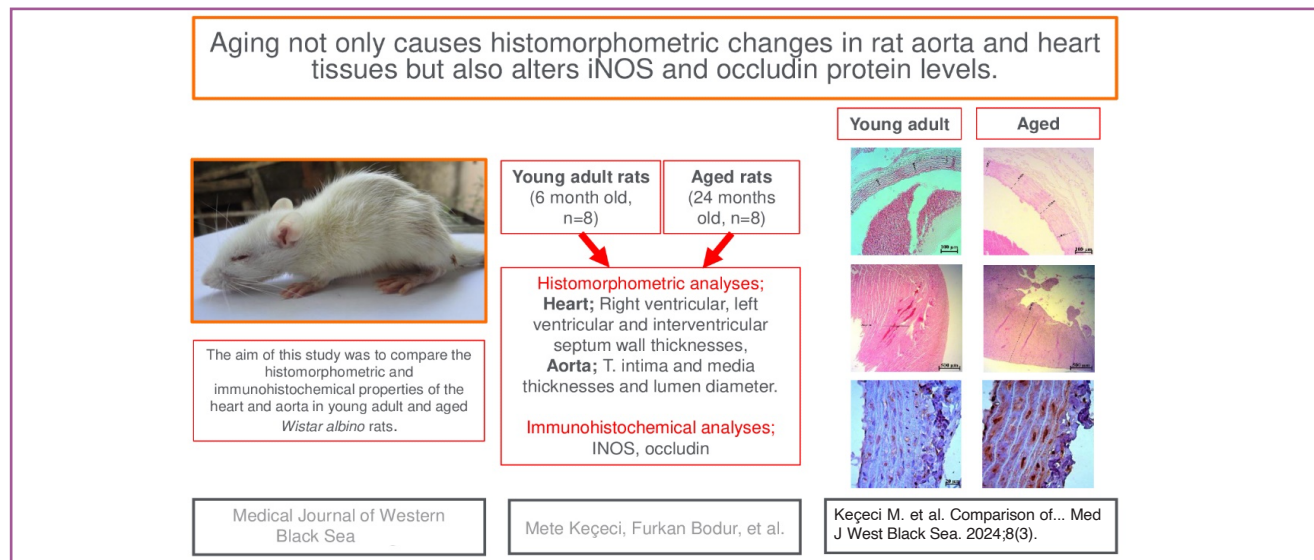 Aging not only causes histomorphometric changes in rat aorta and heart
tissues but also alters iNOS and occludin protein levels.
The aim of this study was to compare the
histomorphometric and
immunohistochemical properties of the
heart and aorta in young adult and aged
Wistar albino rats.
Young adult rats
(6 month old,
n=8)
Aged rats
(24 months
old, n=8)
Histomorphometric analyses;
Heart; Right ventricular, left
ventricular and interventricular
septum wall thicknesses,
Aorta; T. intima and media
thicknesses and lumen diameter.
Immunohistochemical analyses;
INOS, occludin
Young adult
Aged
Medical Journal of Western
Black Sea
Mete Keçeci, Furkan Bodur, et al.
Keçeci M. et al. Comparison of... Med
J West Black Sea. 2024;8(3).